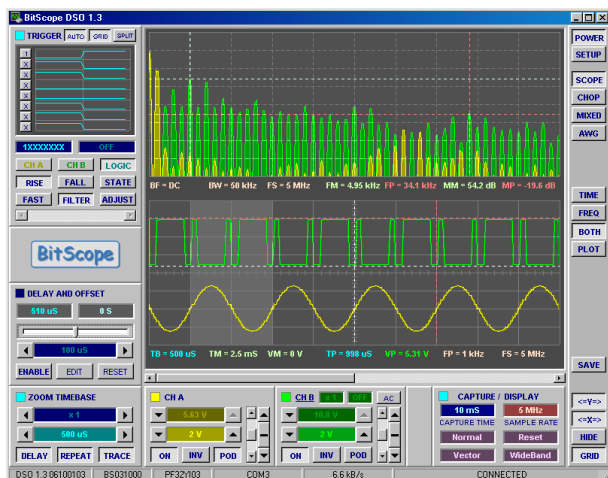 BitScope DSO 1.3
TRIGGER AUTO GRID SPLIT
1
X
X
X
X
X
X
X
1XXXXXXX OFF
CH A CH B LOGIC
RISE FALL STATE
FAST FILTER ADJUST
BitScope
DELAY AND OFFSET
510 uS 0 S
100 uS
ENABLE EDIT RESET
ZOOM TIMEBASE
x 1
500 uS
DELAY REPEAT TRACE
BF = DC BW = 50 kHz FS = 5 MHz FM = 4.95 kHz FP = 34.1 kHz MM = 54.2 dB MP = -19.6 dB
TB = 500 uS TM = 2.5 mS VM = 0 V TP = 998 uS VP = 5.31 V FP = 1 kHz FS = 5 MHz
CH A
5.63 V
2 V
ON INV POD
CH B x 1 OFF AC
10.8 V
2 V
ON INV POD
CAPTURE / DISPLAY
10 mS 5 MHz
CAPTURE TIME SAMPLE RATE
Normal Reset
Vector WideBand
POWER
SETUP
SCOPE
CHOP
MIXED
AWG
TIME
FREQ
BOTH
PLOT
SAVE
<=Y=>
<=X=>
HIDE
GRID
DSO 1.3 06100103 BS031000 PF3ZY103 COM3 6.6 kB/s CONNECTED